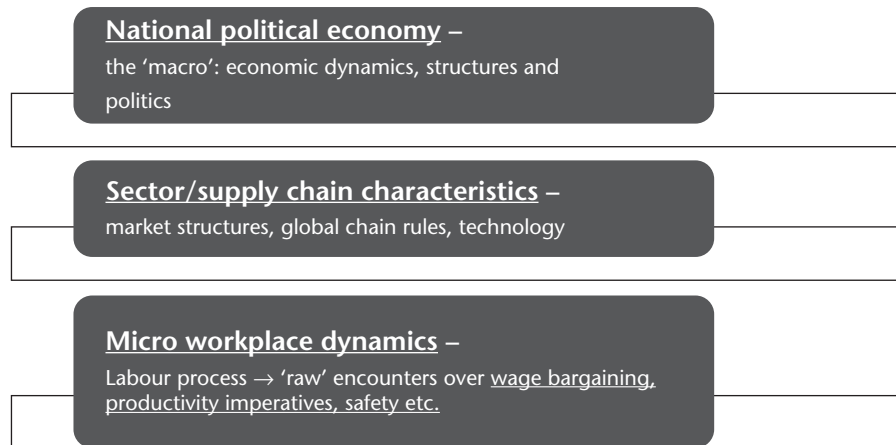 National political economy –
the ‘macro’: economic dynamics, structures and
politics
Sector/supply chain characteristics –
market structures, global chain rules, technology
Micro workplace dynamics –
Labour process → ‘raw’ encounters over wage bargaining,
productivity imperatives, safety etc.